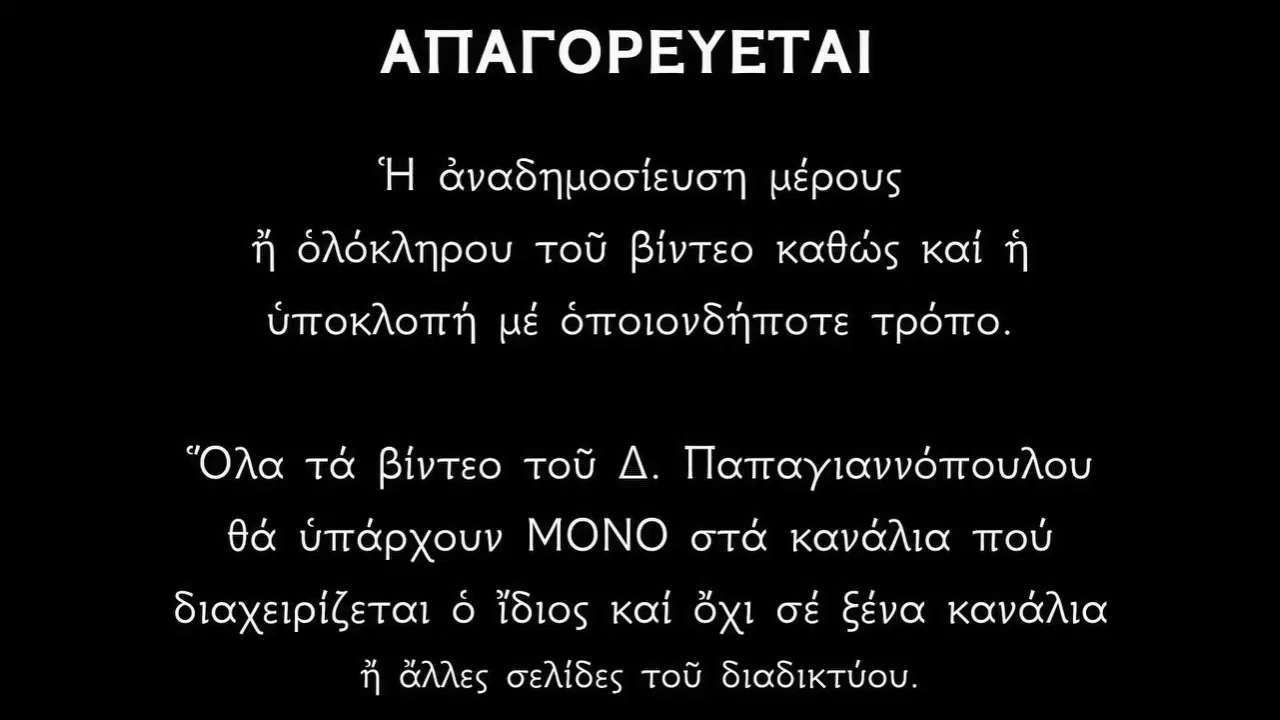 ΑΠΑΓΟΡΕΥΕΤΑΙ
Ἡ ἀναδημοσίευση μέρους
ἤ ὁλόκληρου τοῦ βίντεο καθώς καί ἡ
ὑποκλοπή μέ ὁποιονδήποτε τρόπο.
Ὅλα τά βίντεο τοῦ Δ. Παπαγιαννόπουλου
θά ὑπάρχουν ΜΟΝΟ στά κανάλια πού
διαχειρίζεται ὁ ἴδιος καί ὄχι σέ ξένα κανάλια
ἤ ἄλλες σελίδες τοῦ διαδικτύου.